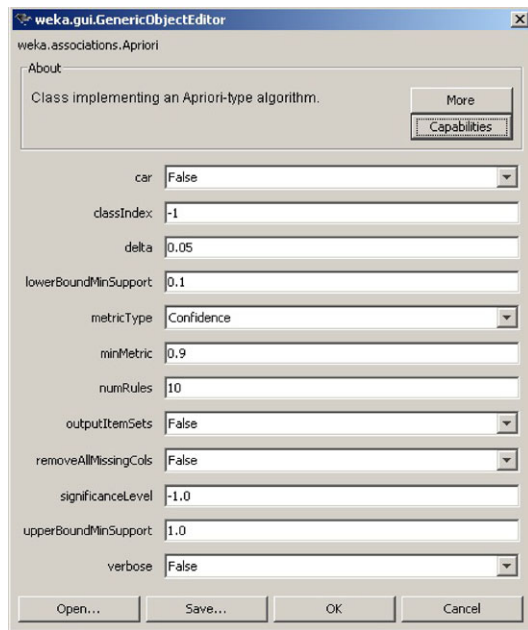 weka.gui.GenericObjectEditor
weka.associations.Apriori
About
Class implementing an Apriori-type algorithm.
More
Capabilities
car False
classIndex -1
delta 0.05
lowerBoundMinSupport 0.1
metricType Confidence
minMetric 0.9
numRules 10
outputItemSets False
removeAllMissingCols False
significanceLevel -1.0
upperBoundMinSupport 1.0
verbose False
Open... Save... OK Cancel